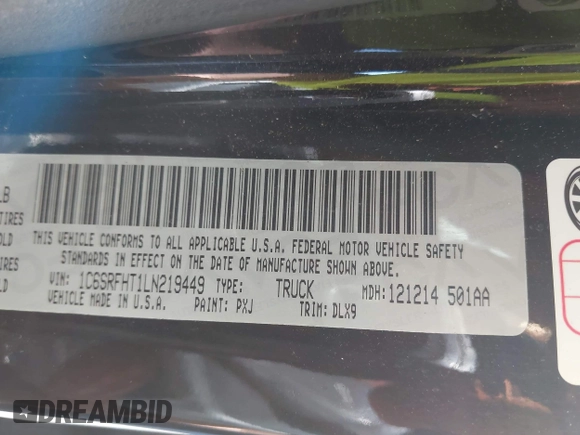 LB
TIRES
OLD
TIRES
OLD
THIS VEHICLE CONFORMS TO ALL APPLICABLE U.S.A. FEDERAL MOTOR VEHICLE SAFETY
STANDARDS IN EFFECT ON THE DATE OF MANUFACTURE SHOWN ABOVE.
VIN: 1C6SRFHT1LN219449 TYPE: TRUCK MDH: 121214 501AA
VEHICLE MADE IN U.S.A. PAINT: PXJ TRIM: DLX9
DREAMBID